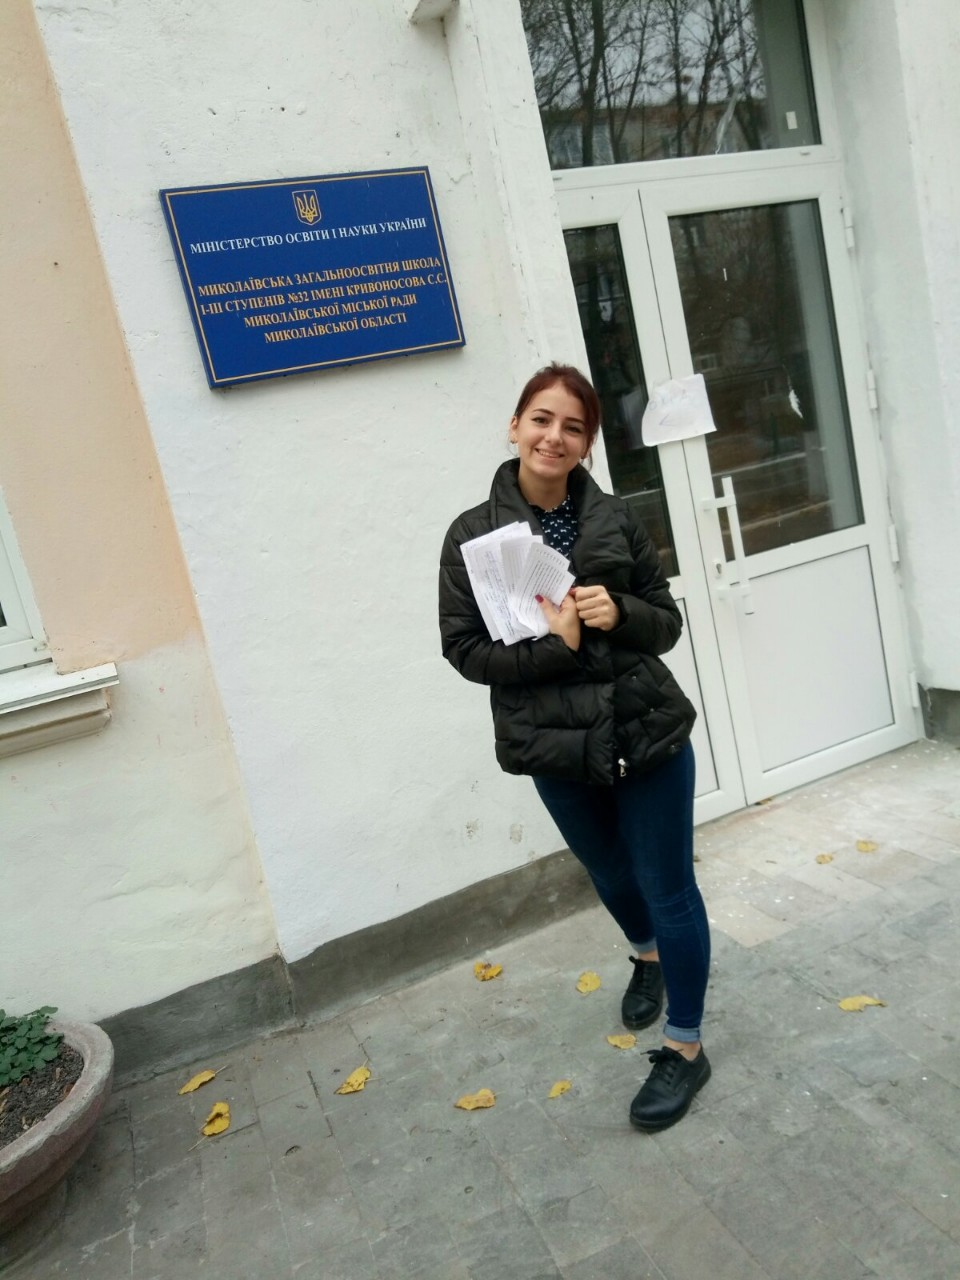 МІНІСТЕРСТВО ОСВІТИ І НАУКИ УКРАЇНИ
МИКОЛАЇВСЬКА ЗАГАЛЬНООСВІТНЯ ШКОЛА
І-ІІІ СТУПЕНІВ №32 ІМЕНІ КРИВОНОСОВА С.С.
МИКОЛАЇВСЬКОЇ МІСЬКОЇ РАДИ
МИКОЛАЇВСЬКОЇ ОБЛАСТІ